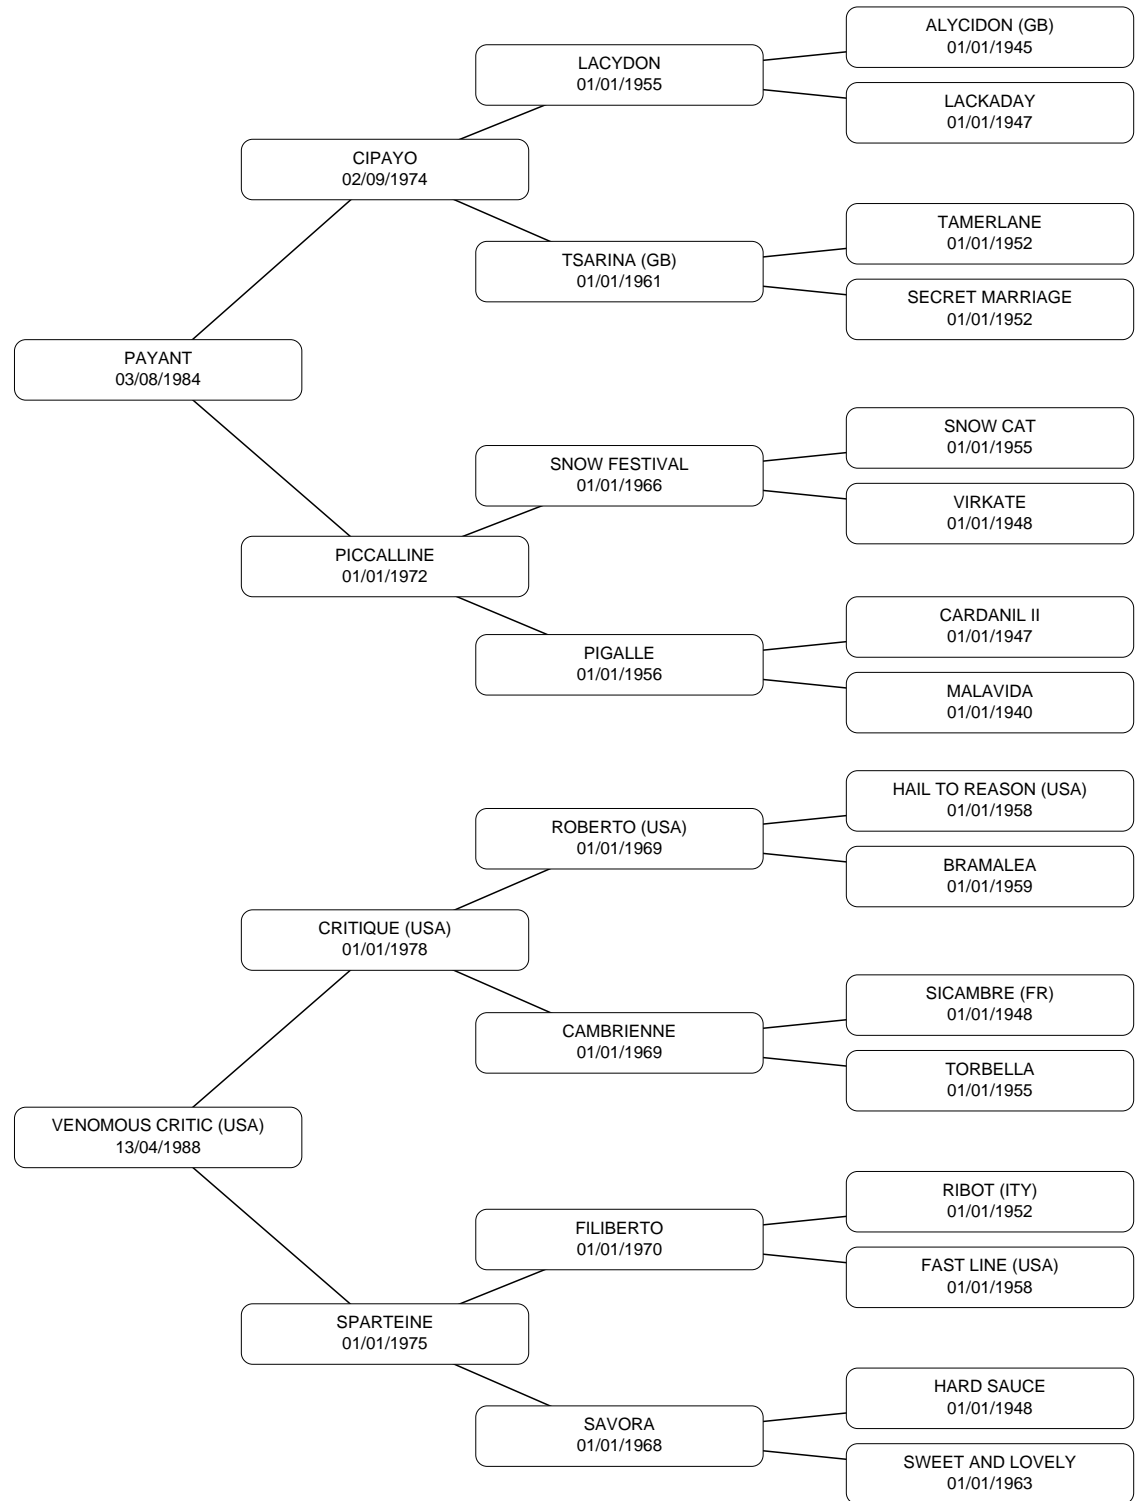 ALYCIDON (GB)
01/01/1945
LACYDON
01/01/1955
LACKADAY
01/01/1947
CIPAYO
02/09/1974
TAMERLANE
01/01/1952
TSARINA (GB)
01/01/1961
SECRET MARRIAGE
01/01/1952
PAYANT
03/08/1984
SNOW CAT
01/01/1955
SNOW FESTIVAL
01/01/1966
VIRKATE
01/01/1948
PICCALLINE
01/01/1972
CARDANIL II
01/01/1947
PIGALLE
01/01/1956
MALAVIDA
01/01/1940
HAIL TO REASON (USA)
01/01/1958
ROBERTO (USA)
01/01/1969
BRAMALEA
01/01/1959
CRITIQUE (USA)
01/01/1978
SICAMBRE (FR)
01/01/1948
CAMBRIENNE
01/01/1969
TORBELLA
01/01/1955
VENOMOUS CRITIC (USA)
13/04/1988
RIBOT (ITY)
01/01/1952
FILIBERTO
01/01/1970
FAST LINE (USA)
01/01/1958
SPARTEINE
01/01/1975
HARD SAUCE
01/01/1948
SAVORA
01/01/1968
SWEET AND LOVELY
01/01/1963